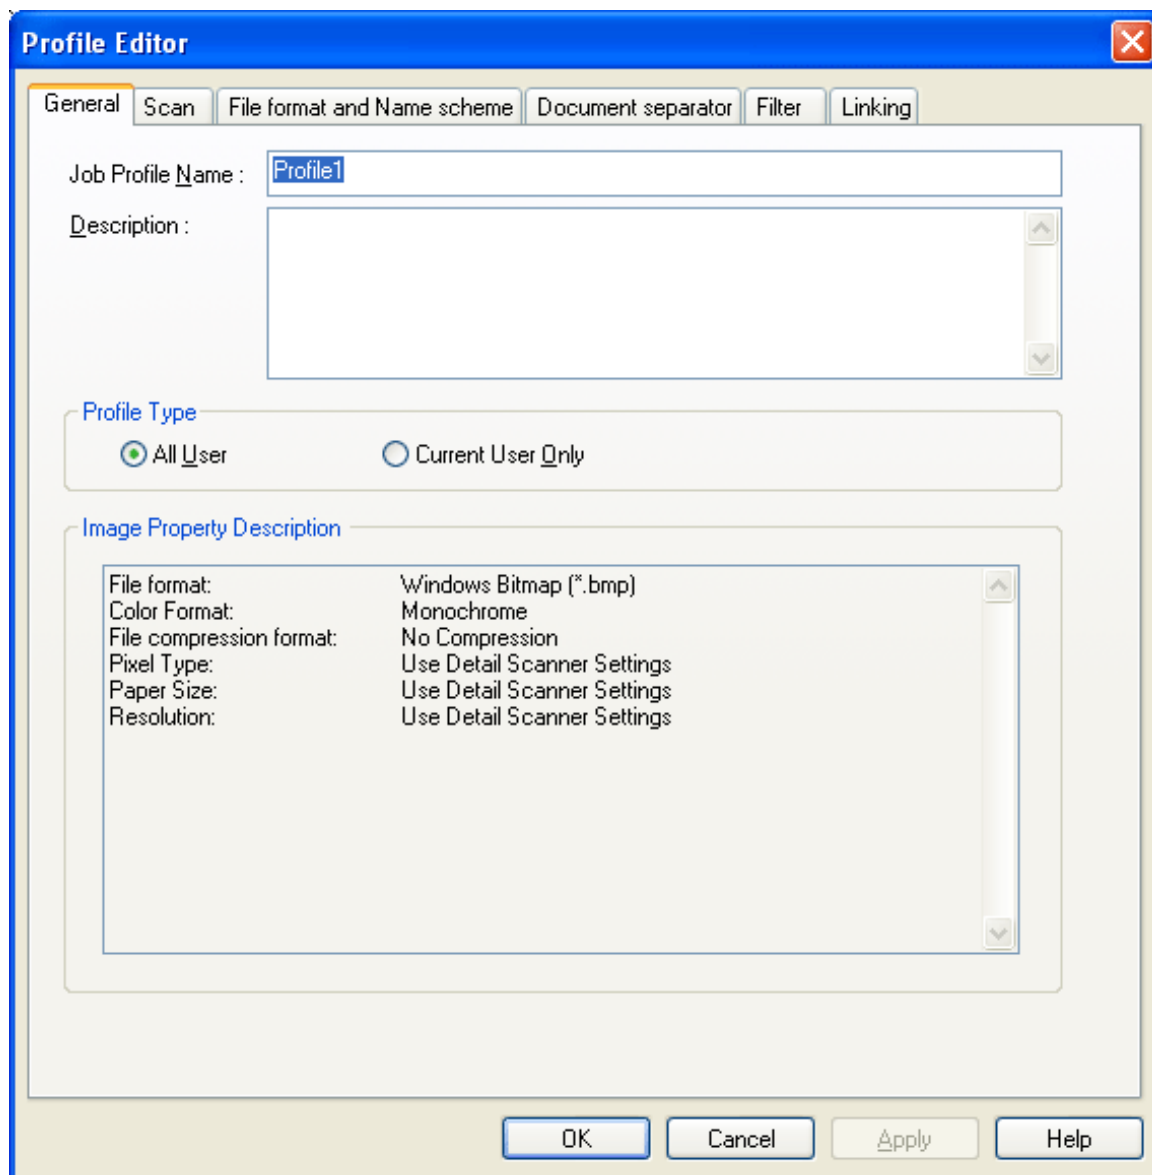 Profile Editor
General Scan File format and Name scheme Document separator Filter Linking
Job Profile Name : Profile1
Description :
Profile Type
All User Current User Only
Image Property Description
File format: Windows Bitmap (*.bmp)
Color Format: Monochrome
File compression format: No Compression
Pixel Type: Use Detail Scanner Settings
Paper Size: Use Detail Scanner Settings
Resolution: Use Detail Scanner Settings
OK Cancel Apply Help